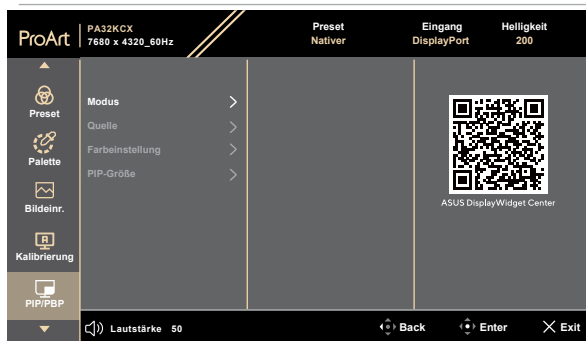 ProArt
PA32KCX
7680 x 4320_60Hz
Preset
Nativer
Eingang
DisplayPort
Helligkeit
200
Preset
Palette
Bildeinr.
Kalibrierung
PIP/PBP
Modus
Quelle
Farbeinstellung
PIP-Größe
ASUS DisplayWidget Center
Lautstärke 50
Back
Enter
Exit